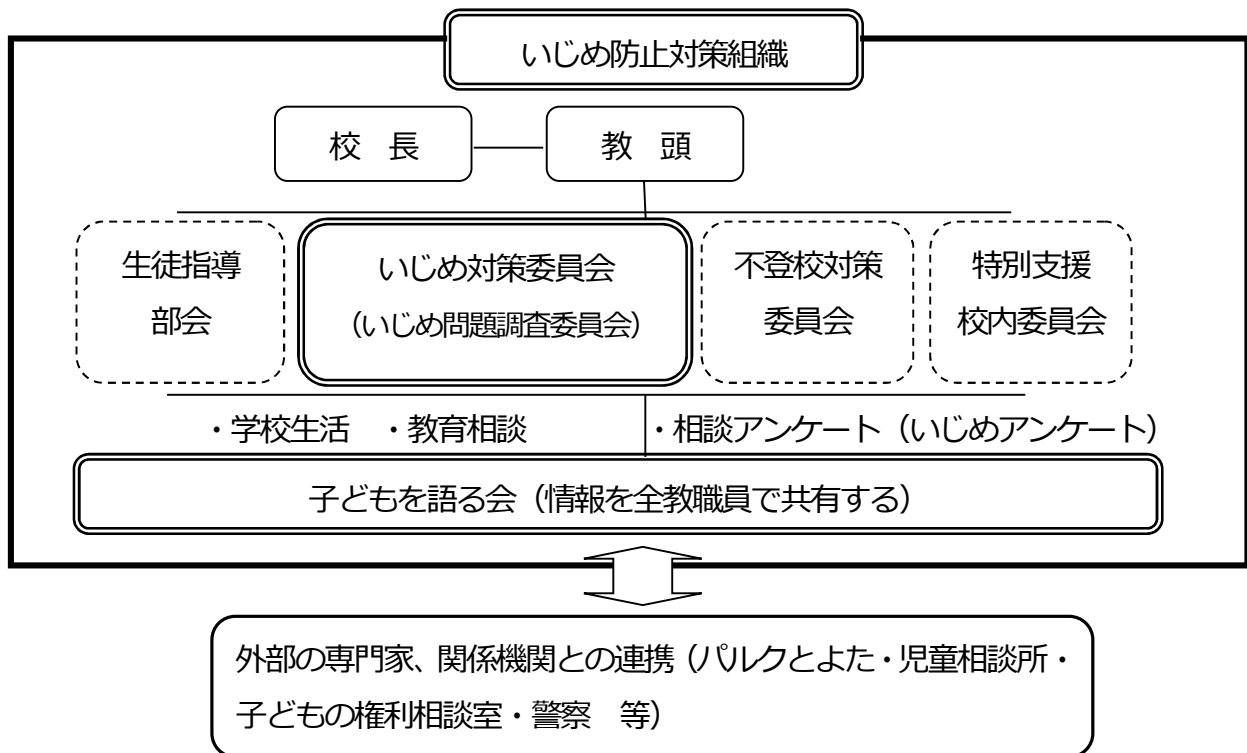 いじめ防止対策組織
校　長
教　頭
生徒指導
部会
いじめ対策委員会
（いじめ問題調査委員会）
不登校対策
委員会
特別支援
校内委員会
・学校生活　・教育相談　・相談アンケート（いじめアンケート）
子どもを語る会（情報を全教職員で共有する）
外部の専門家、関係機関との連携（パルクとよた・児童相談所・
子どもの権利相談室・警察　等）